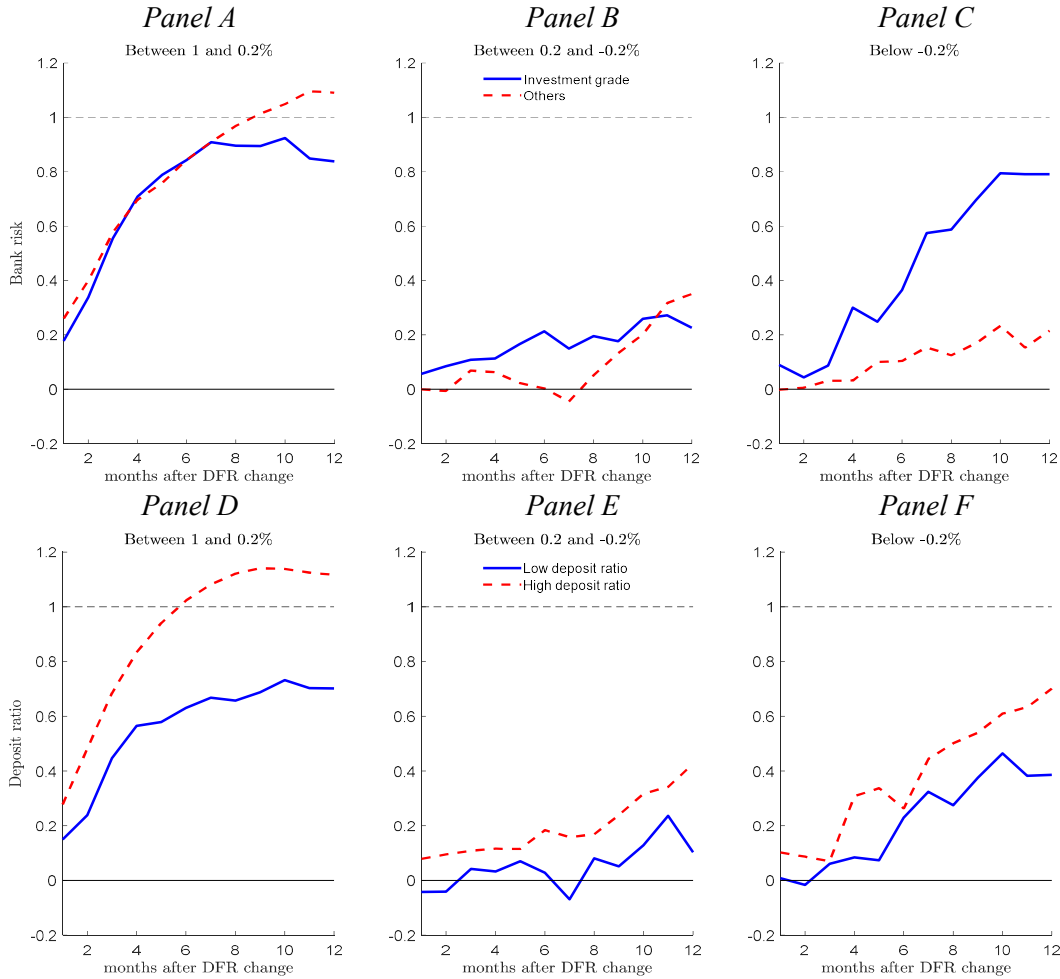 Panel A
Panel B
Panel C
Between 1 and 0.2%
Between 0.2 and -0.2%
Below -0.2%
1.2
1
0.8
0.6
0.4
0.2
0
-0.2
Bank risk
2 4 6 8 10 12
months after DFR change
1.2
1
0.8
0.6
0.4
0.2
0
-0.2
Investment grade
Others
2 4 6 8 10 12
months after DFR change
1.2
1
0.8
0.6
0.4
0.2
0
-0.2
2 4 6 8 10 12
months after DFR change
Panel D
Panel E
Panel F
Between 1 and 0.2%
Between 0.2 and -0.2%
Below -0.2%
1.2
1
0.8
0.6
0.4
0.2
0
-0.2
Deposit ratio
2 4 6 8 10 12
months after DFR change
1.2
1
0.8
0.6
0.4
0.2
0
-0.2
Low deposit ratio
High deposit ratio
2 4 6 8 10 12
months after DFR change
1.2
1
0.8
0.6
0.4
0.2
0
-0.2
2 4 6 8 10 12
months after DFR change